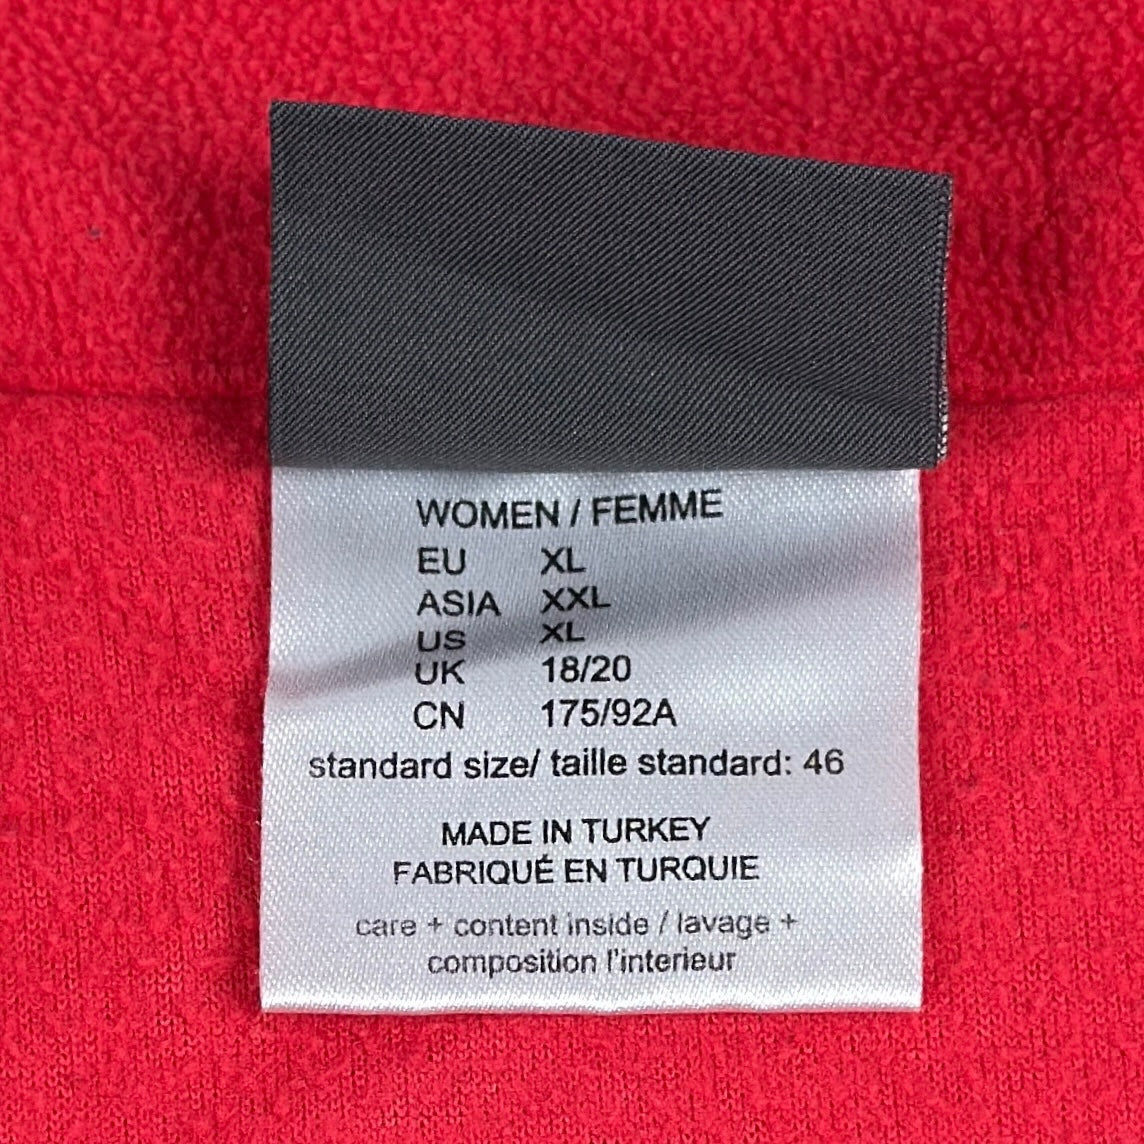 WOMEN / FEMME
EU XL
ASIA XXL
US XL
UK 18/20
CN 175/92A
standard size/ taille standard: 46
MADE IN TURKEY
FABRIQUÉ EN TURQUIE
care + content inside / lavage +
composition l'interieur